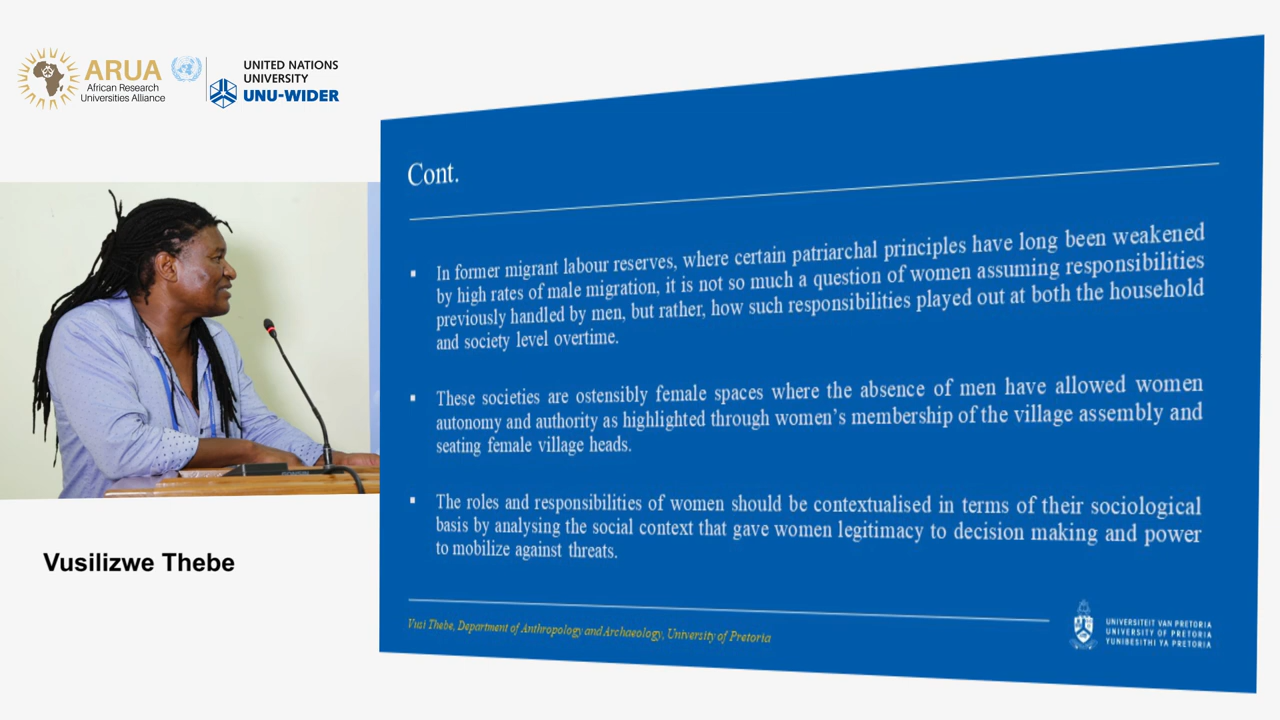 ARUA
African Research
Universities Alliance
UNITED NATIONS
UNIVERSITY
UNU-WIDER
Cont.
▪ In former migrant labour reserves, where certain patriarchal principles have long been weakened
by high rates of male migration, it is not so much a question of women assuming responsibilities
previously handled by men, but rather, how such responsibilities played out at both the household
and society level overtime.
▪ These societies are ostensibly female spaces where the absence of men have allowed women
autonomy and authority as highlighted through women’s membership of the village assembly and
seating female village heads.
▪ The roles and responsibilities of women should be contextualised in terms of their sociological
basis by analysing the social context that gave women legitimacy to decision making and power
to mobilize against threats.
Vusi Thebe, Department of Anthropology and Archaeology, University of Pretoria
UNIVERSITEIT VAN PRETORIA
UNIVERSITY OF PRETORIA
YUNIBESITHI YA PRETORIA
Vusilizwe Thebe